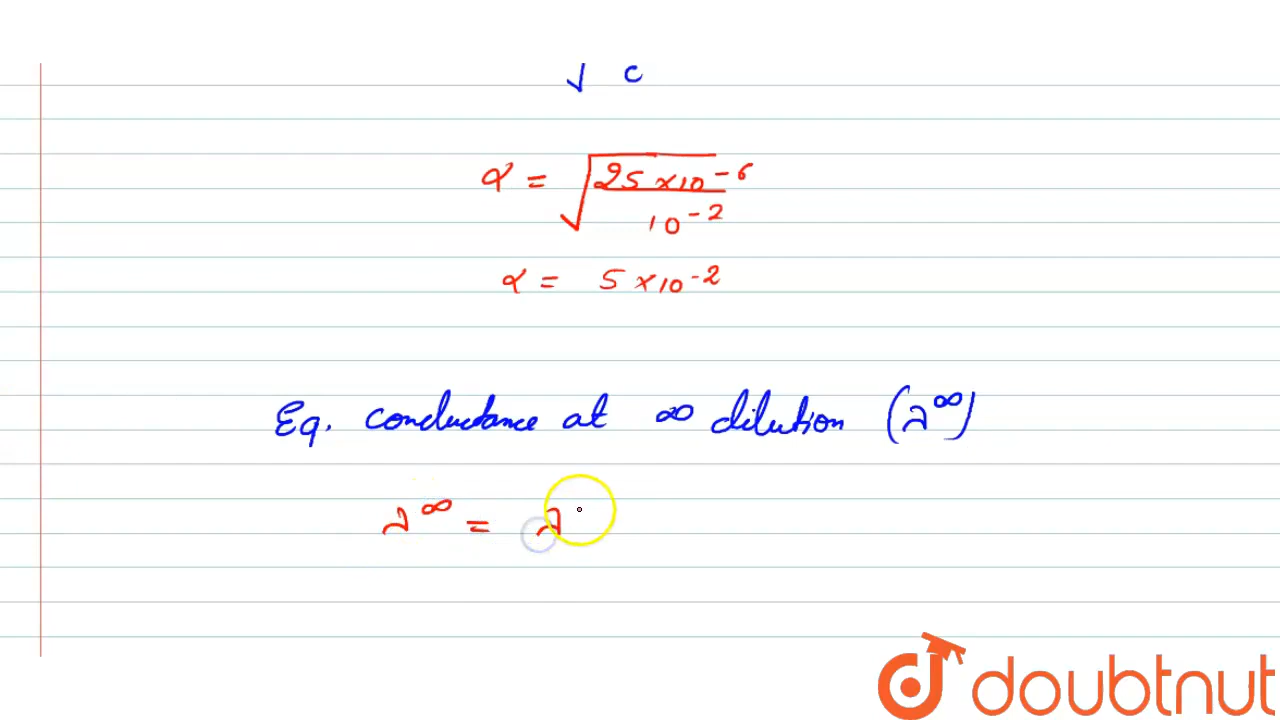 √ c
α = √ 25 × 10⁻⁶
10⁻²
α = 5 × 10⁻²
Eq. conductance at ∞ dilution (λ^∞)
λ^∞ = λ
doubtnut